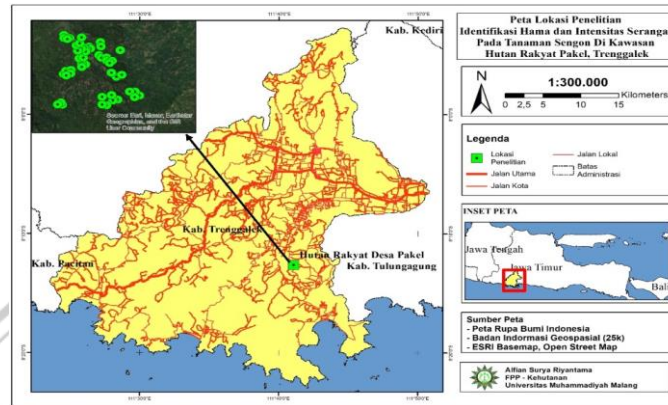 Peta Lokasi Penelitian
Identifikasi Hama dan Intensitas Serangan
Pada Tanaman Sengon Di Kawasan
Hutan Rakyat Pakel, Trenggalek
N
1:300.000
0 2,5 5 10 15 Kilometers
Legenda
Lokasi Penelitian
Jalan Utama
Jalan Kota
Jalan Lokal
Batas Administrasi
INSET PETA
Jawa Tengah
Jawa Timur
Bali
Sumber Peta
- Peta Rupa Bumi Indonesia
- Badan Indormasi Geospasial (25k)
- ESRI Basemap, Open Street Map
Alfian Surya Riyantama
FPP - Kehutanan
Universitas Muhammadiyah Malang
Kab. Kediri
Kab. Trenggalek
Hutan Rakyat Desa Pakel
Kab. Tulungagung
Kab. Pacitan